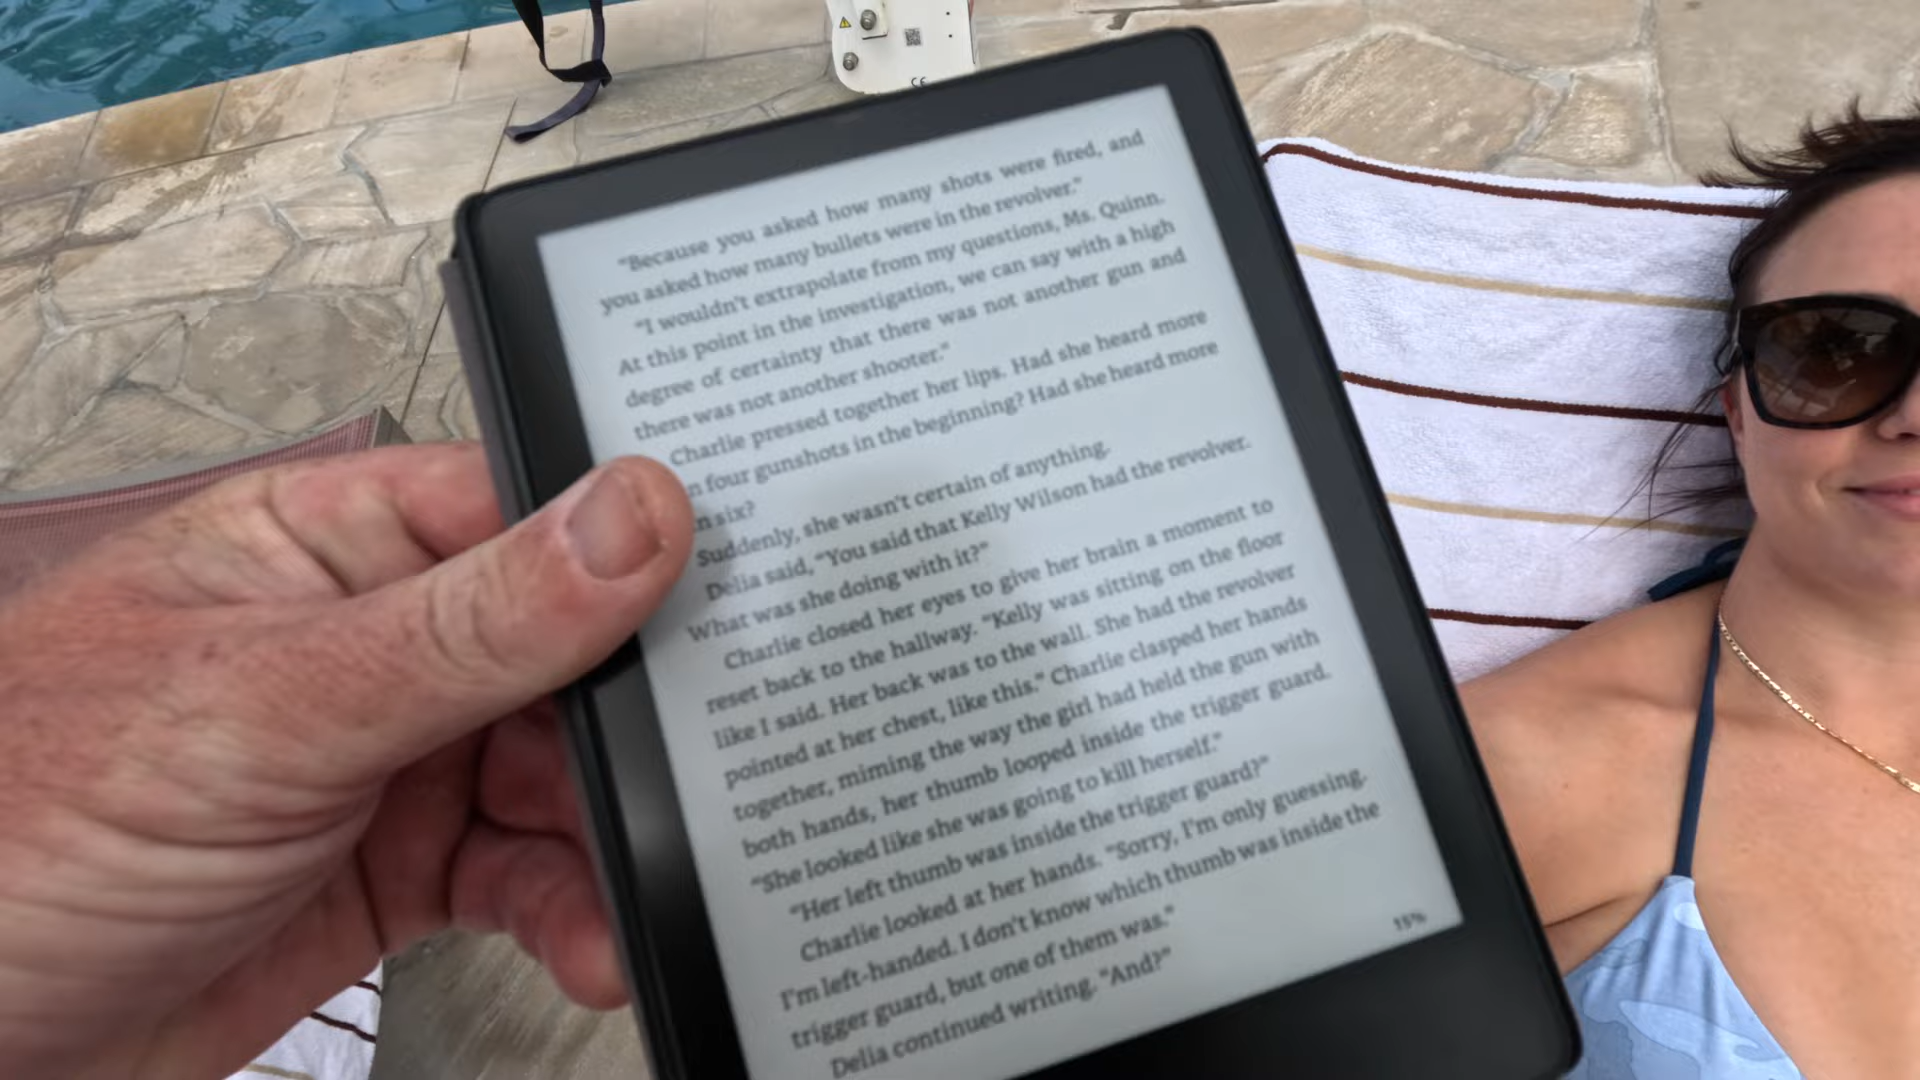 CE
“Because you asked how many shots were fired, and
you asked how many bullets were in the revolver.”
“I wouldn’t extrapolate from my questions, Ms. Quinn.
At this point in the investigation, we can say with a high
degree of certainty that there was not another gun and
there was not another shooter.”
Charlie pressed together her lips. Had she heard more
n four gunshots in the beginning? Had she heard more
n six?
Suddenly, she wasn’t certain of anything.
Delia said, “You said that Kelly Wilson had the revolver.
What was she doing with it?”
Charlie closed her eyes to give her brain a moment to
reset back to the hallway. “Kelly was sitting on the floor
like I said. Her back was to the wall. She had the revolver
pointed at her chest, like this.” Charlie clasped her hands
together, miming the way the girl had held the gun with
both hands, her thumb looped inside the trigger guard.
“She looked like she was going to kill herself.”
“Her left thumb was inside the trigger guard?”
Charlie looked at her hands. “Sorry, I’m only guessing.
I’m left-handed. I don’t know which thumb was inside the
trigger guard, but one of them was.”
Delia continued writing. “And?”
15%